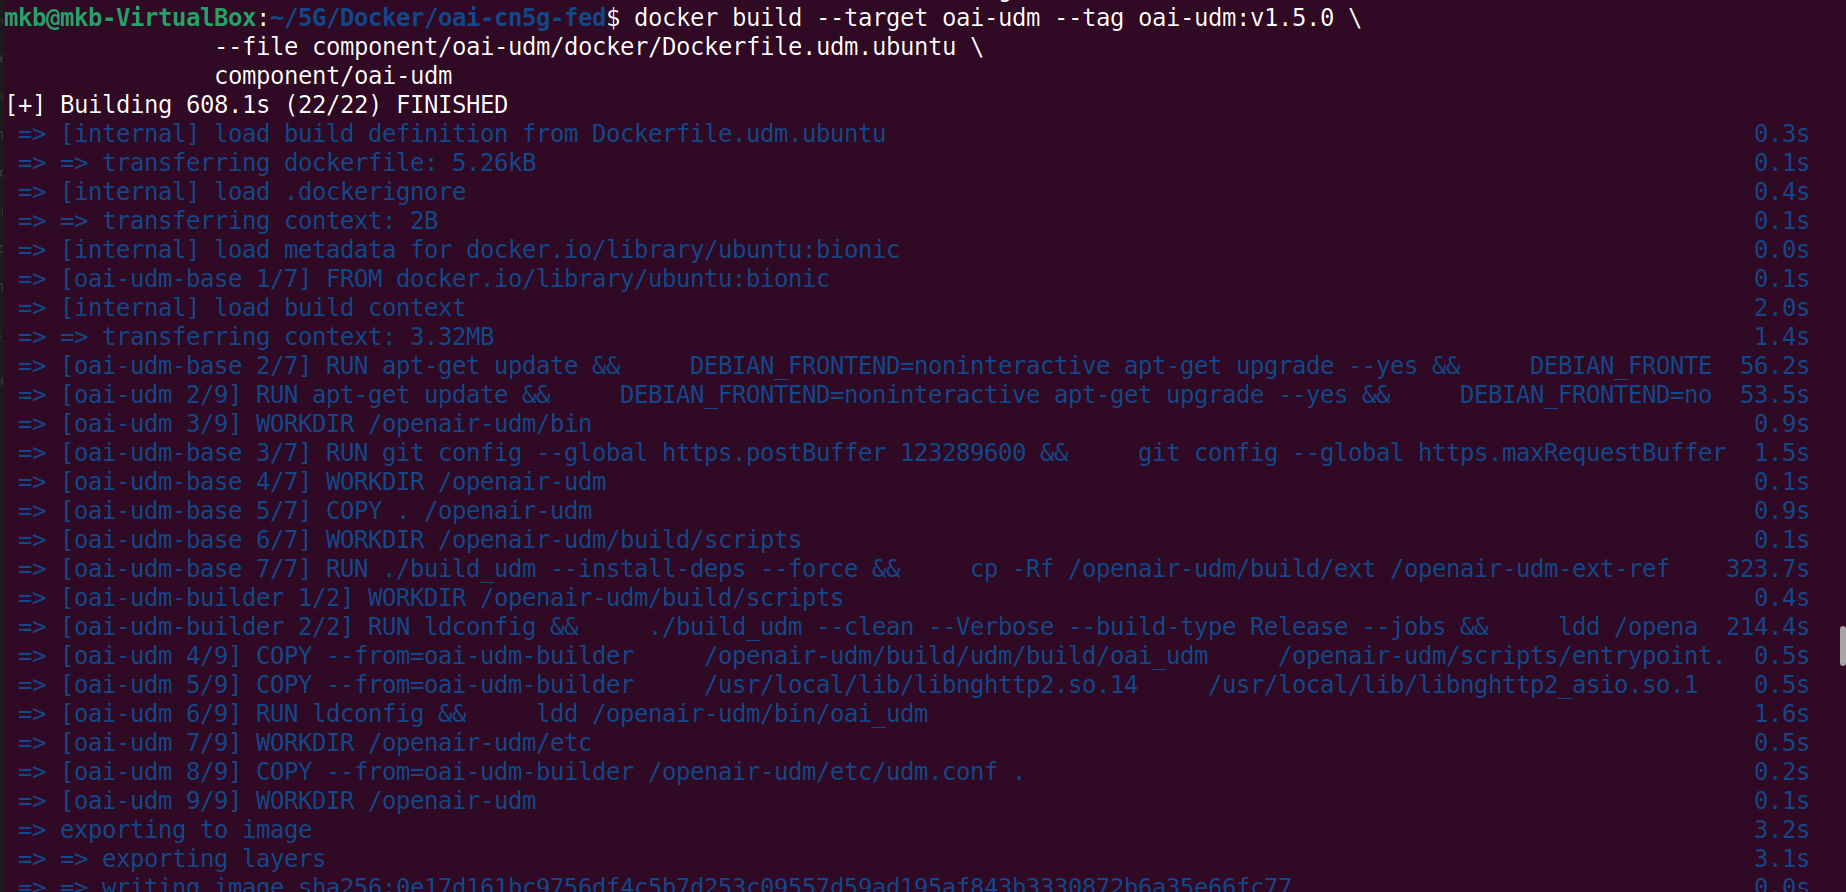 mkb@mkb-VirtualBox:~/5G/Docker/oai-cn5g-fed$ docker build --target oai-udm --tag oai-udm:v1.5.0 \
--file component/oai-udm/docker/Dockerfile.udm.ubuntu \
component/oai-udm
[+] Building 608.1s (22/22) FINISHED
=> [internal] load build definition from Dockerfile.udm.ubuntu 0.3s
=> => transferring dockerfile: 5.26kB 0.1s
=> [internal] load .dockerignore 0.4s
=> => transferring context: 2B 0.1s
=> [internal] load metadata for docker.io/library/ubuntu:bionic 0.0s
=> [oai-udm-base 1/7] FROM docker.io/library/ubuntu:bionic 0.1s
=> [internal] load build context 2.0s
=> => transferring context: 3.32MB 1.4s
=> [oai-udm-base 2/7] RUN apt-get update && DEBIAN_FRONTEND=noninteractive apt-get upgrade --yes && DEBIAN_FRONTE 56.2s
=> [oai-udm 2/9] RUN apt-get update && DEBIAN_FRONTEND=noninteractive apt-get upgrade --yes && DEBIAN_FRONTEND=no 53.5s
=> [oai-udm 3/9] WORKDIR /openair-udm/bin 0.9s
=> [oai-udm-base 3/7] RUN git config --global https.postBuffer 123289600 && git config --global https.maxRequestBuffer 1.5s
=> [oai-udm-base 4/7] WORKDIR /openair-udm 0.1s
=> [oai-udm-base 5/7] COPY . /openair-udm 0.9s
=> [oai-udm-base 6/7] WORKDIR /openair-udm/build/scripts 0.1s
=> [oai-udm-base 7/7] RUN ./build_udm --install-deps --force && cp -Rf /openair-udm/build/ext /openair-udm-ext-ref 323.7s
=> [oai-udm-builder 1/2] WORKDIR /openair-udm/build/scripts 0.4s
=> [oai-udm-builder 2/2] RUN ldconfig && ./build_udm --clean --Verbose --build-type Release --jobs && ldd /opena 214.4s
=> [oai-udm 4/9] COPY --from=oai-udm-builder /openair-udm/build/udm/build/oai_udm /openair-udm/scripts/entrypoint. 0.5s
=> [oai-udm 5/9] COPY --from=oai-udm-builder /usr/local/lib/libnghttp2.so.14 /usr/local/lib/libnghttp2_asio.so.1 0.5s
=> [oai-udm 6/9] RUN ldconfig && ldd /openair-udm/bin/oai_udm 1.6s
=> [oai-udm 7/9] WORKDIR /openair-udm/etc 0.5s
=> [oai-udm 8/9] COPY --from=oai-udm-builder /openair-udm/etc/udm.conf . 0.2s
=> [oai-udm 9/9] WORKDIR /openair-udm 0.1s
=> exporting to image 3.2s
=> => exporting layers 3.1s
=> => writing image sha256:0e17d161bc9756df4c5b7d253c09557d59ad195af843b3330872b6a35e66fc77 0.0s